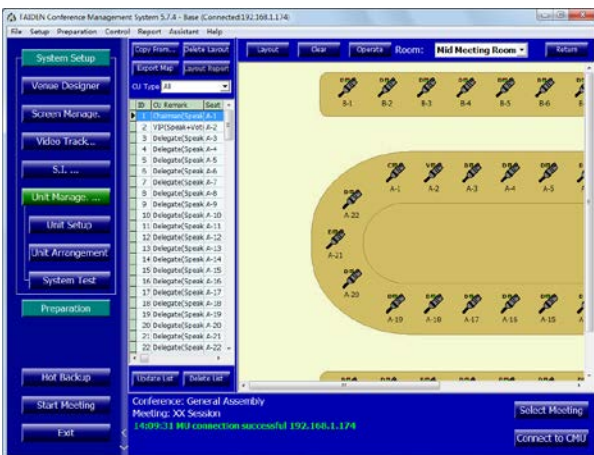 TAIDEN Conference Management System 5.7.4 - Base (Connected:192.168.1.174)
File Setup Preparation Control Report Assistant Help
System Setup
Venue Designer
Screen Manage.
Video Track...
S.I. ...
Unit Manage. ...
Unit Setup
Unit Arrangement
System Test
Preparation
Hot Backup
Start Meeting
Exit
Copy From... Delete Layout
Export Map Layout Report
CU Type All
ID CU Remark Seat
1 Chairman(Speak A-1
2 VIP(Speak+Vot) A-2
3 Delegate(Speak A-3
4 Delegate(Speak A-4
5 Delegate(Speak A-5
6 Delegate(Speak A-6
7 Delegate(Speak A-7
8 Delegate(Speak A-8
9 Delegate(Speak A-9
10 Delegate(Speak A-10
11 Delegate(Speak A-11
12 Delegate(Speak A-12
13 Delegate(Speak A-13
14 Delegate(Speak A-14
15 Delegate(Speak A-15
16 Delegate(Speak A-16
17 Delegate(Speak A-17
18 Delegate(Speak A-18
19 Delegate(Speak A-19
20 Delegate(Speak A-20
21 Delegate(Speak A-21
22 Delegate(Speak A-22
Update List Delete List
Layout Clear Operate Room: Mid Meeting Room Return
B-1 B-2 B-3 B-4 B-5 B-6
A-1 A-2 A-3 A-4 A-5
A-22
A-21
A-20
A-19 A-18 A-17 A-16 A-15
Conference: General Assembly
Meeting: XX Session
14:09:31 MU connection successful 192.168.1.174
Select Meeting
Connect to CMU